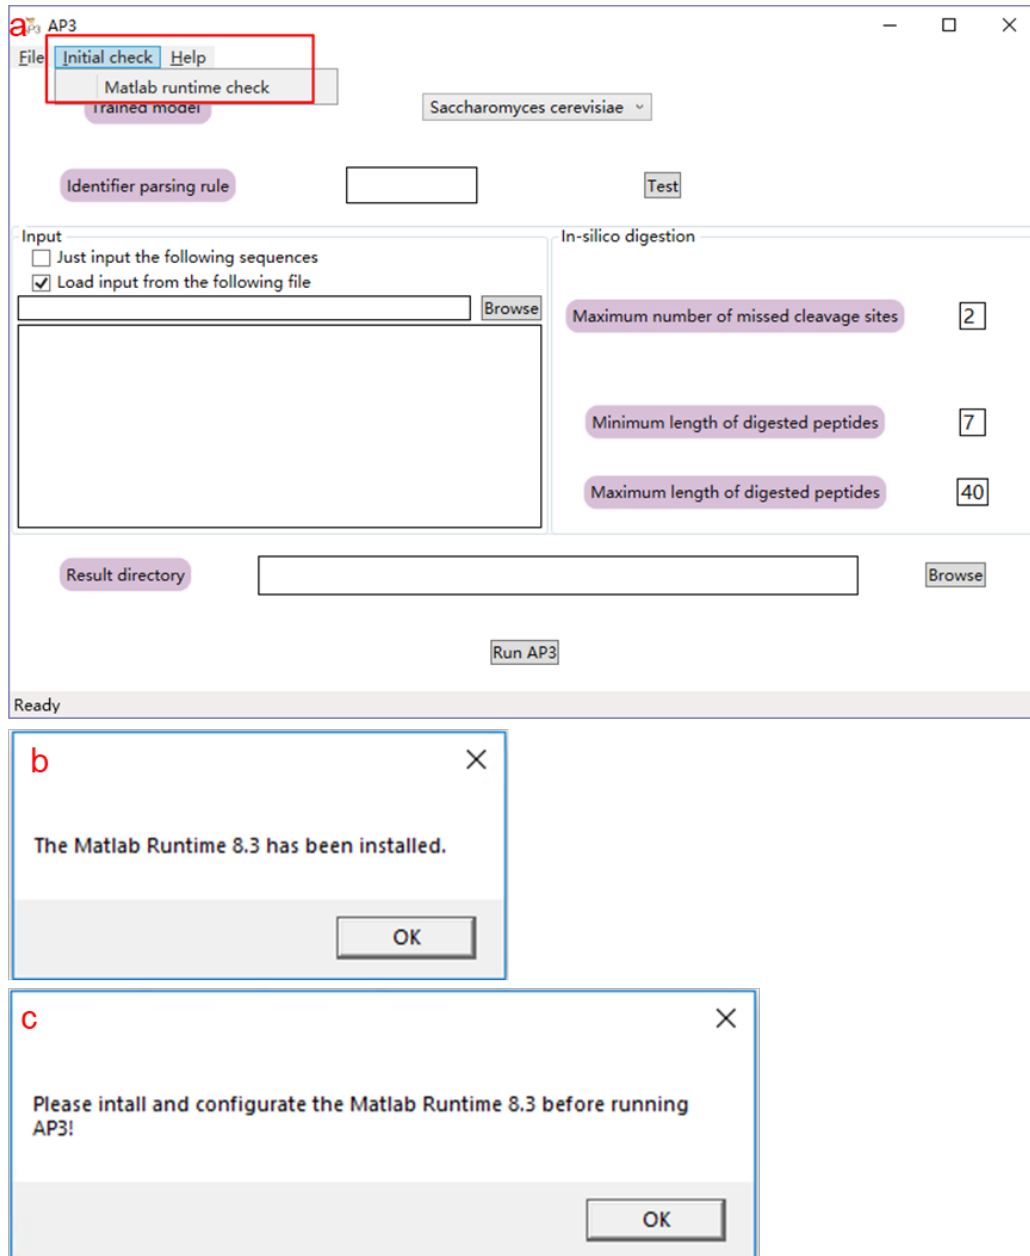 a AP3 AP3
File Initial check Help
Matlab runtime check
Trained model Saccharomyces cerevisiae
Identifier parsing rule Test
Input In-silico digestion
Just input the following sequences
Load input from the following file
Browse
Maximum number of missed cleavage sites 2
Minimum length of digested peptides 7
Maximum length of digested peptides 40
Result directory Browse
Run AP3
Ready
b
The Matlab Runtime 8.3 has been installed.
OK
c
Please intall and configurate the Matlab Runtime 8.3 before running
AP3!
OK